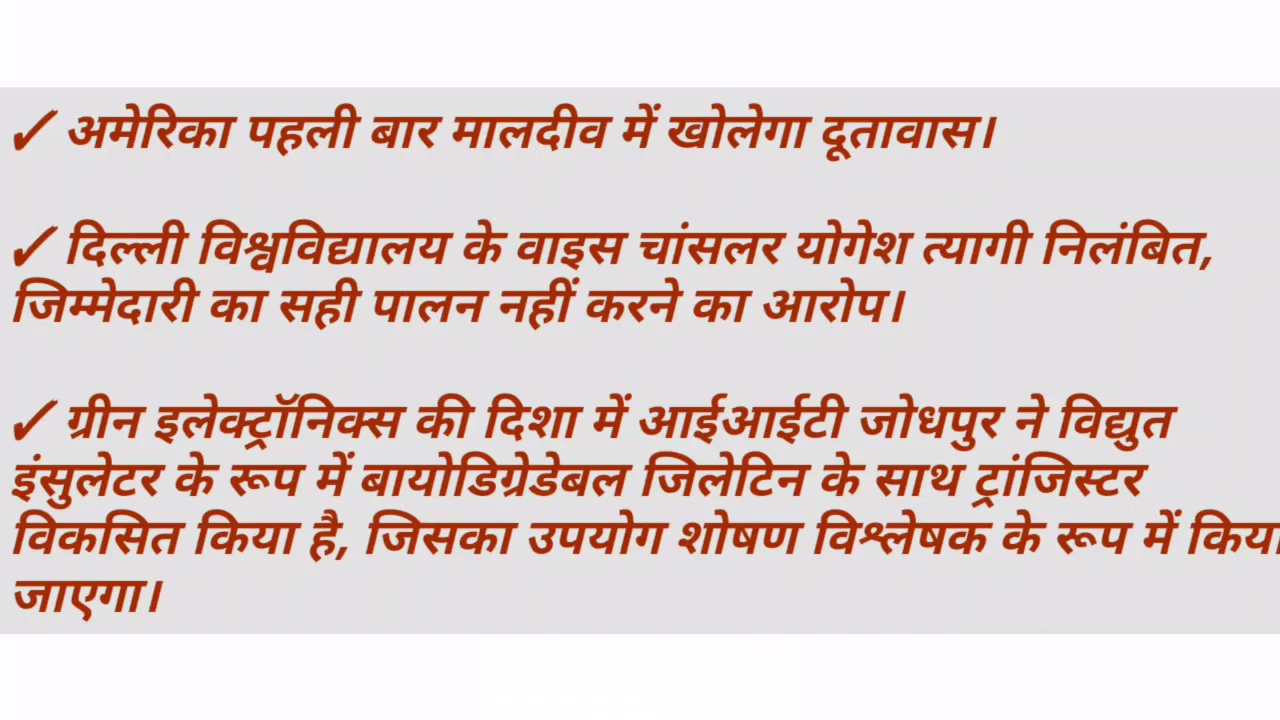 ✓ अमेरिका पहली बार मालदीव में खोलेगा दूतावास।
✓ दिल्ली विश्वविद्यालय के वाइस चांसलर योगेश त्यागी निलंबित,
जिम्मेदारी का सही पालन नहीं करने का आरोप।
✓ ग्रीन इलेक्ट्रॉनिक्स की दिशा में आईआईटी जोधपुर ने विद्युत
इंसुलेटर के रूप में बायोडिग्रेडेबल जिलेटिन के साथ ट्रांजिस्टर
विकसित किया है, जिसका उपयोग शोषण विश्लेषक के रूप में किया
जाएगा।